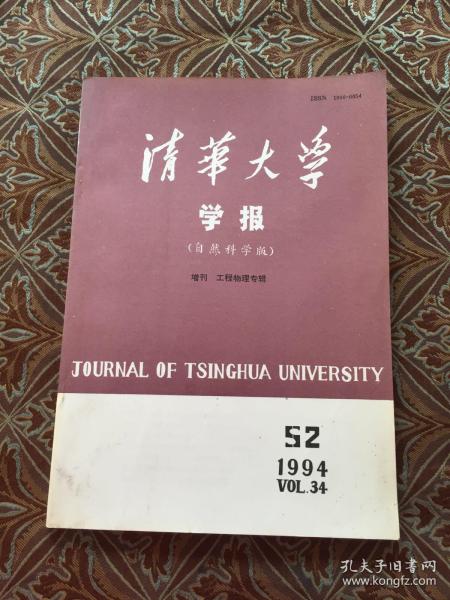 ISSN 1000-0054
清華大学
学报
(自然科学版)
增刊 工程物理专辑
JOURNAL OF TSINGHUA UNIVERSITY
S2
1994
VOL.34
孔夫子旧书网
www.kongfz.com